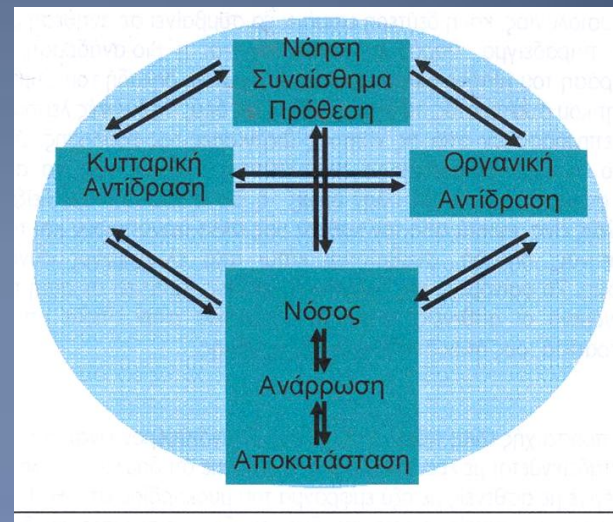 Νόηση
Συναίσθημα
Πρόθεση
Κυτταρική
Αντίδραση
Οργανική
Αντίδραση
Νόσος
Ανάρρωση
Αποκατάσταση